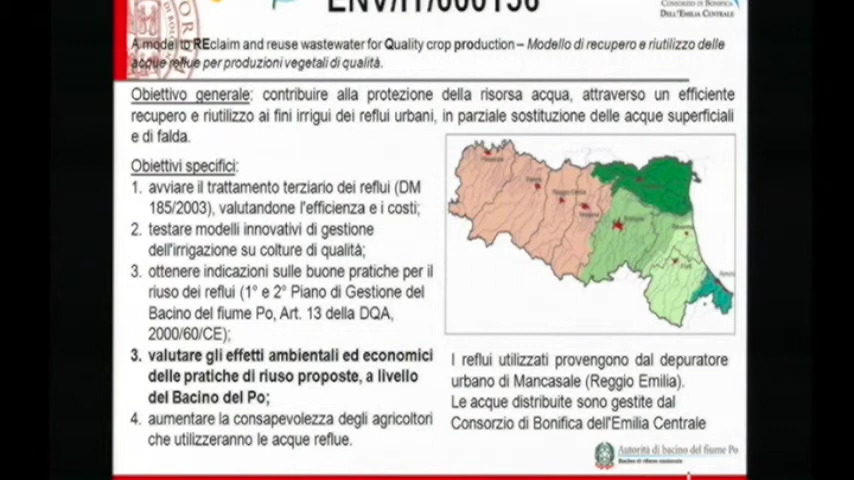 ENV/IT/000156
CONSORZIO DI BONIFICA
DELL'EMILIA CENTRALE
A model to REclaim and reuse wastewater for Quality crop production – Modello di recupero e riutilizzo delle
acque reflue per produzioni vegetali di qualità.
Obiettivo generale: contribuire alla protezione della risorsa acqua, attraverso un efficiente
recupero e riutilizzo ai fini irrigui dei reflui urbani, in parziale sostituzione delle acque superficiali
e di falda.
Obiettivi specifici:
1. avviare il trattamento terziario dei reflui (DM
185/2003), valutandone l'efficienza e i costi;
2. testare modelli innovativi di gestione
dell'irrigazione su colture di qualità;
3. ottenere indicazioni sulle buone pratiche per il
riuso dei reflui (1° e 2° Piano di Gestione del
Bacino del fiume Po, Art. 13 della DQA,
2000/60/CE);
3. valutare gli effetti ambientali ed economici
delle pratiche di riuso proposte, a livello
del Bacino del Po;
4. aumentare la consapevolezza degli agricoltori
che utilizzeranno le acque reflue.
Reggio Emilia
I reflui utilizzati provengono dal depuratore
urbano di Mancasale (Reggio Emilia).
Le acque distribuite sono gestite dal
Consorzio di Bonifica dell'Emilia Centrale
Autorità di bacino del fiume Po
Bacino di rilievo nazionale